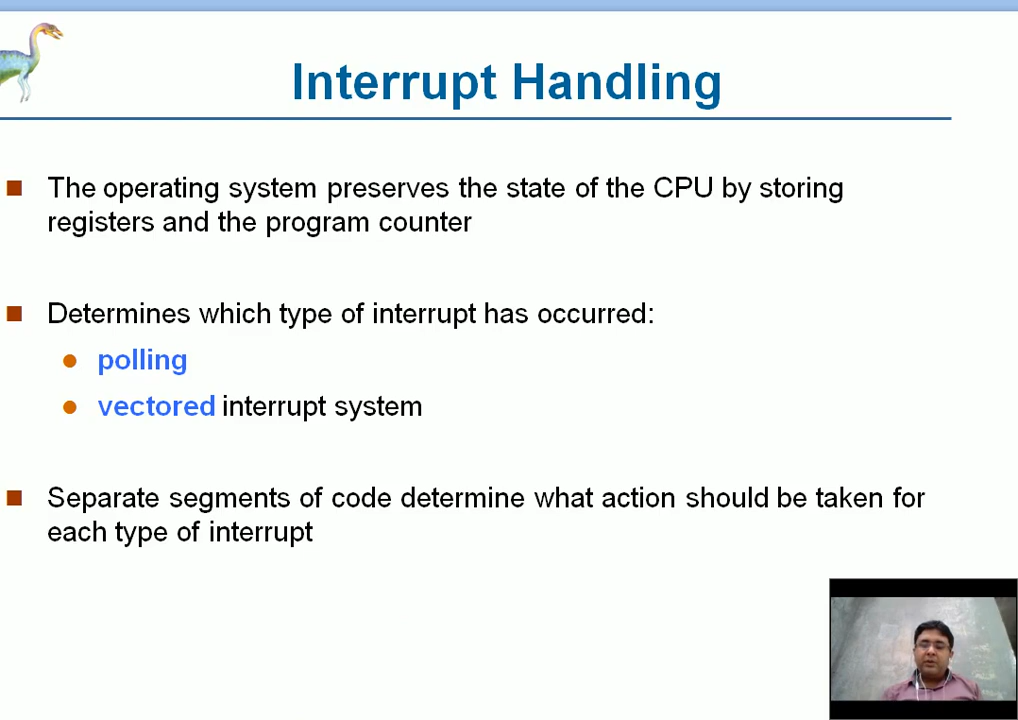 Interrupt Handling
The operating system preserves the state of the CPU by storing
registers and the program counter
Determines which type of interrupt has occurred:
polling
vectored interrupt system
Separate segments of code determine what action should be taken for
each type of interrupt